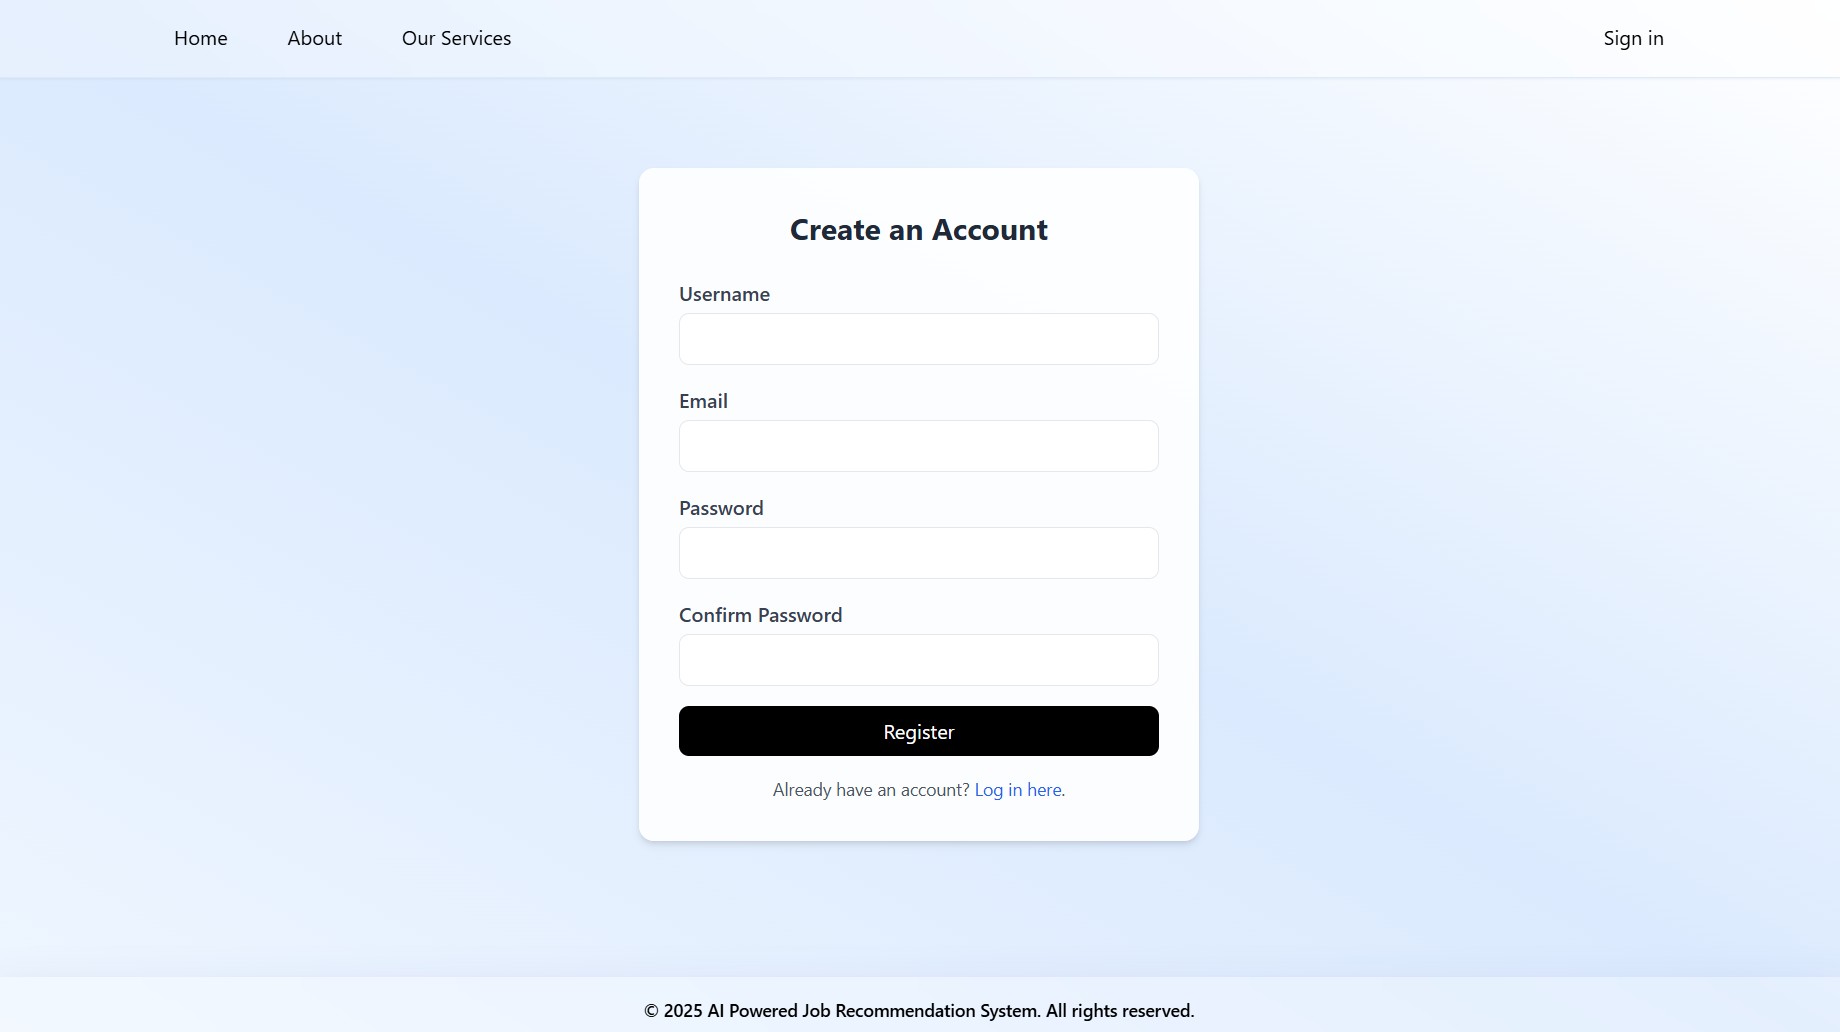 Home About Our Services Sign in
Create an Account
Username
Email
Password
Confirm Password
Register
Already have an account? Log in here.
© 2025 AI Powered Job Recommendation System. All rights reserved.